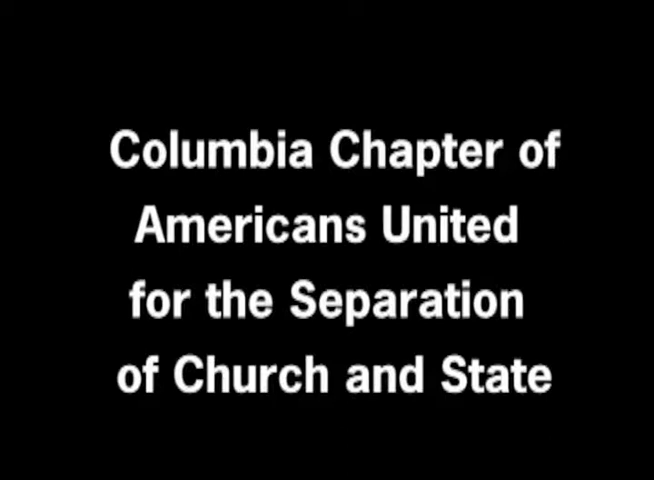 Columbia Chapter of
Americans United
for the Separation
of Church and State